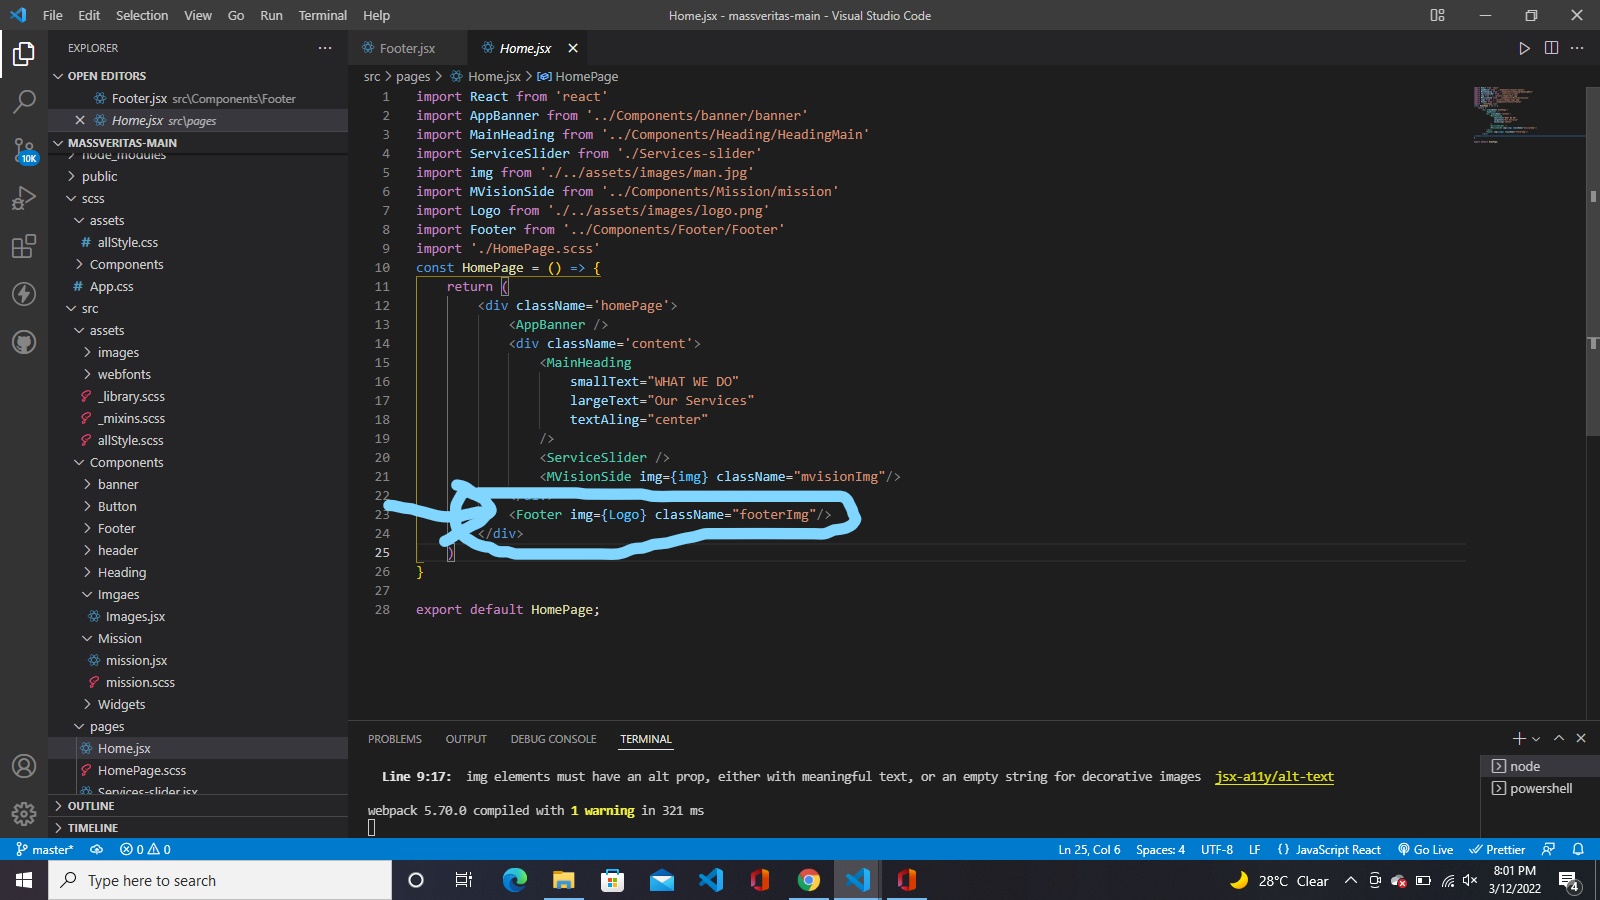 File Edit Selection View Go Run Terminal Help
Home.jsx - massveritas-main - Visual Studio Code
EXPLORER
OPEN EDITORS
Footer.jsx src\Components\Footer
Home.jsx src\pages
MASSVERITAS-MAIN
node_modules
public
scss
assets
# allStyle.css
Components
# App.css
src
assets
images
webfonts
_library.scss
_mixins.scss
allStyle.scss
Components
banner
Button
Footer
header
Heading
Imgaes
Images.jsx
Mission
mission.jsx
mission.scss
Widgets
pages
Home.jsx
HomePage.scss
Services-slider.jsx
OUTLINE
TIMELINE
10K
Footer.jsx
Home.jsx
src > pages > Home.jsx > HomePage
1 import React from 'react'
2 import AppBanner from '../Components/banner/banner'
3 import MainHeading from '../Components/Heading/HeadingMain'
4 import ServiceSlider from './Services-slider'
5 import img from './../assets/images/man.jpg'
6 import MVisionSide from '../Components/Mission/mission'
7 import Logo from './../assets/images/logo.png'
8 import Footer from '../Components/Footer/Footer'
9 import './HomePage.scss'
10 const HomePage = () => {
11 return (
12 <div className='homePage'>
13 <AppBanner />
14 <div className='content'>
15 <MainHeading
16 smallText="WHAT WE DO"
17 largeText="Our Services"
18 textAling="center"
19 />
20 <ServiceSlider />
21 <MVisionSide img={img} className="mvisionImg"/>
22 </div>
23 <Footer img={Logo} className="footerImg"/>
24 </div>
25 )
26 }
27
28 export default HomePage;
PROBLEMS OUTPUT DEBUG CONSOLE TERMINAL
Line 9:17: img elements must have an alt prop, either with meaningful text, or an empty string for decorative images jsx-a11y/alt-text
webpack 5.70.0 compiled with 1 warning in 321 ms
node
powershell
master* 0 0
Ln 25, Col 6 Spaces: 4 UTF-8 LF {} JavaScript React Go Live Prettier
Type here to search
28°C Clear
8:01 PM
3/12/2022
4